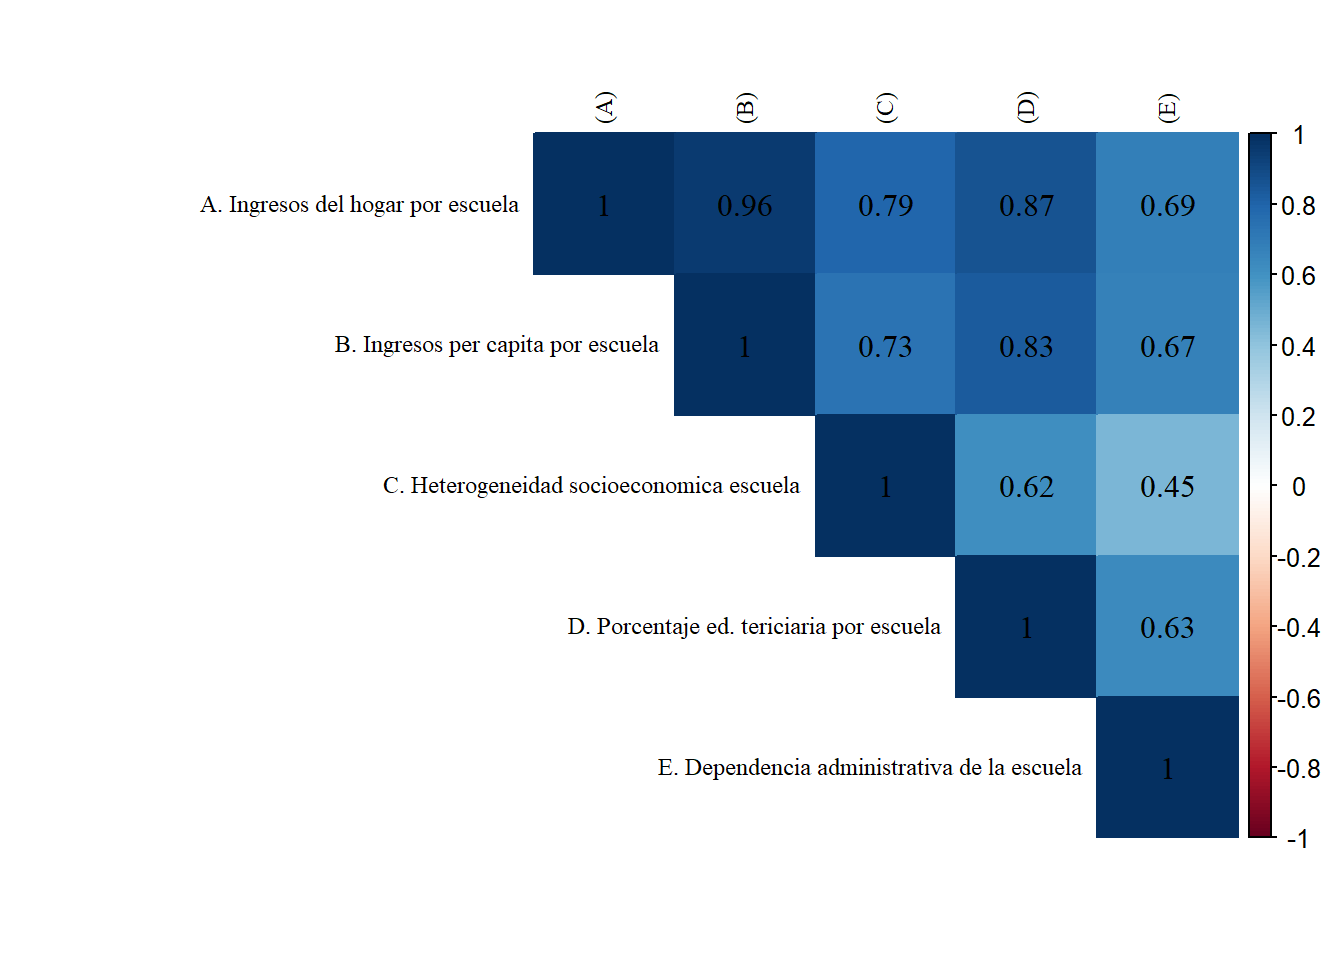 (A) (B) (C) (D) (E)
A. Ingresos del hogar por escuela 1 0.96 0.79 0.87 0.69
B. Ingresos per capita por escuela 1 0.73 0.83 0.67
C. Heterogeneidad socioeconomica escuela 1 0.62 0.45
D. Porcentaje ed. tericiaria por escuela 1 0.63
E. Dependencia administrativa de la escuela 1
1
0.8
0.6
0.4
0.2
0
-0.2
-0.4
-0.6
-0.8
-1